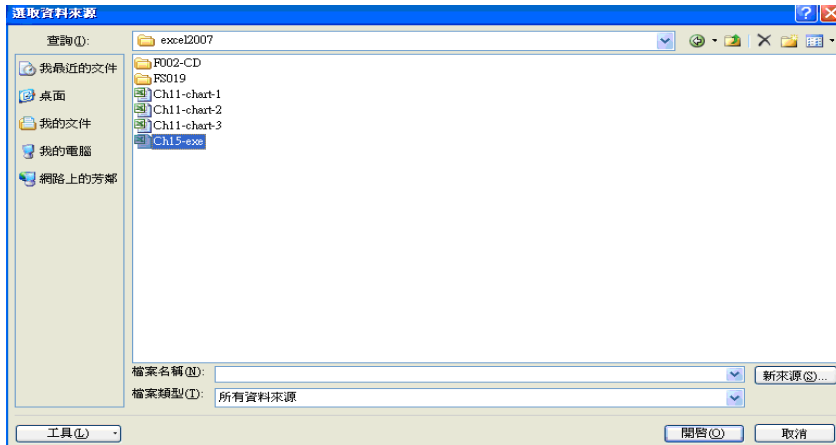 選取資料來源
查詢(I):
excel2007
我最近的文件
桌面
我的文件
我的電腦
網路上的芳鄰
F002-CD
FS019
Ch11-chart-1
Ch11-chart-2
Ch11-chart-3
Ch15-exe
檔案名稱(N):
新來源(S)...
檔案類型(T):
所有資料來源
工具(L)
開啓(O)
取消